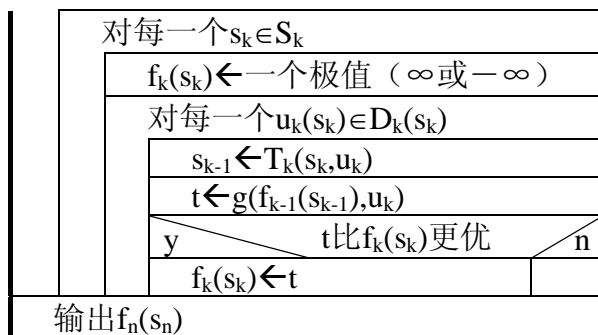 对每一个sₖ∈Sₖ
fₖ(sₖ)←一个极值（∞或－∞）
对每一个uₖ(sₖ)∈Dₖ(sₖ)
sₖ₋₁←Tₖ(sₖ,uₖ)
t←g(fₖ₋₁(sₖ₋₁),uₖ)
y t比fₖ(sₖ)更优 n
fₖ(sₖ)←t
输出fₙ(sₙ)